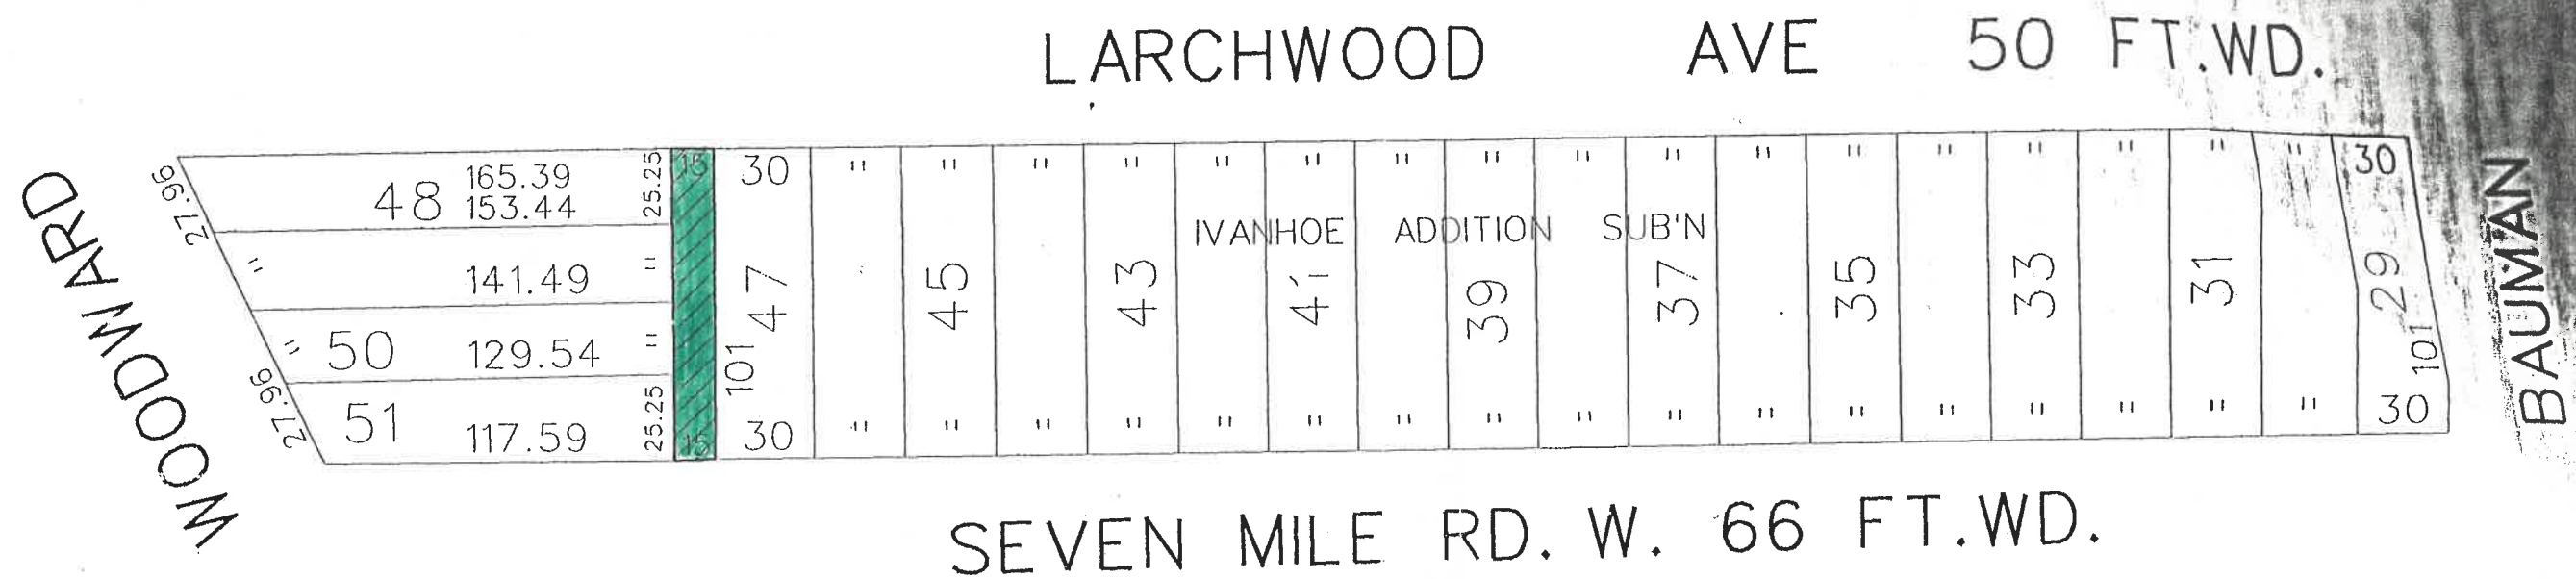 LARCHWOOD AVE 50 FT.WD.
WOODWARD
27.96
48 165.39 25.25
153.44
15
30 " " " " " " " " " " " " " " " " " 30
IVANHOE ADDITION SUB'N
" 141.49 "
" 50 129.54 "
27.96
51 117.59 25.25
15
101 47 45 43 41 39 37 35 33 31 29 101
30 " " " " " " " " " " " " " " " " " 30
BAUMAN
SEVEN MILE RD. W. 66 FT.WD.